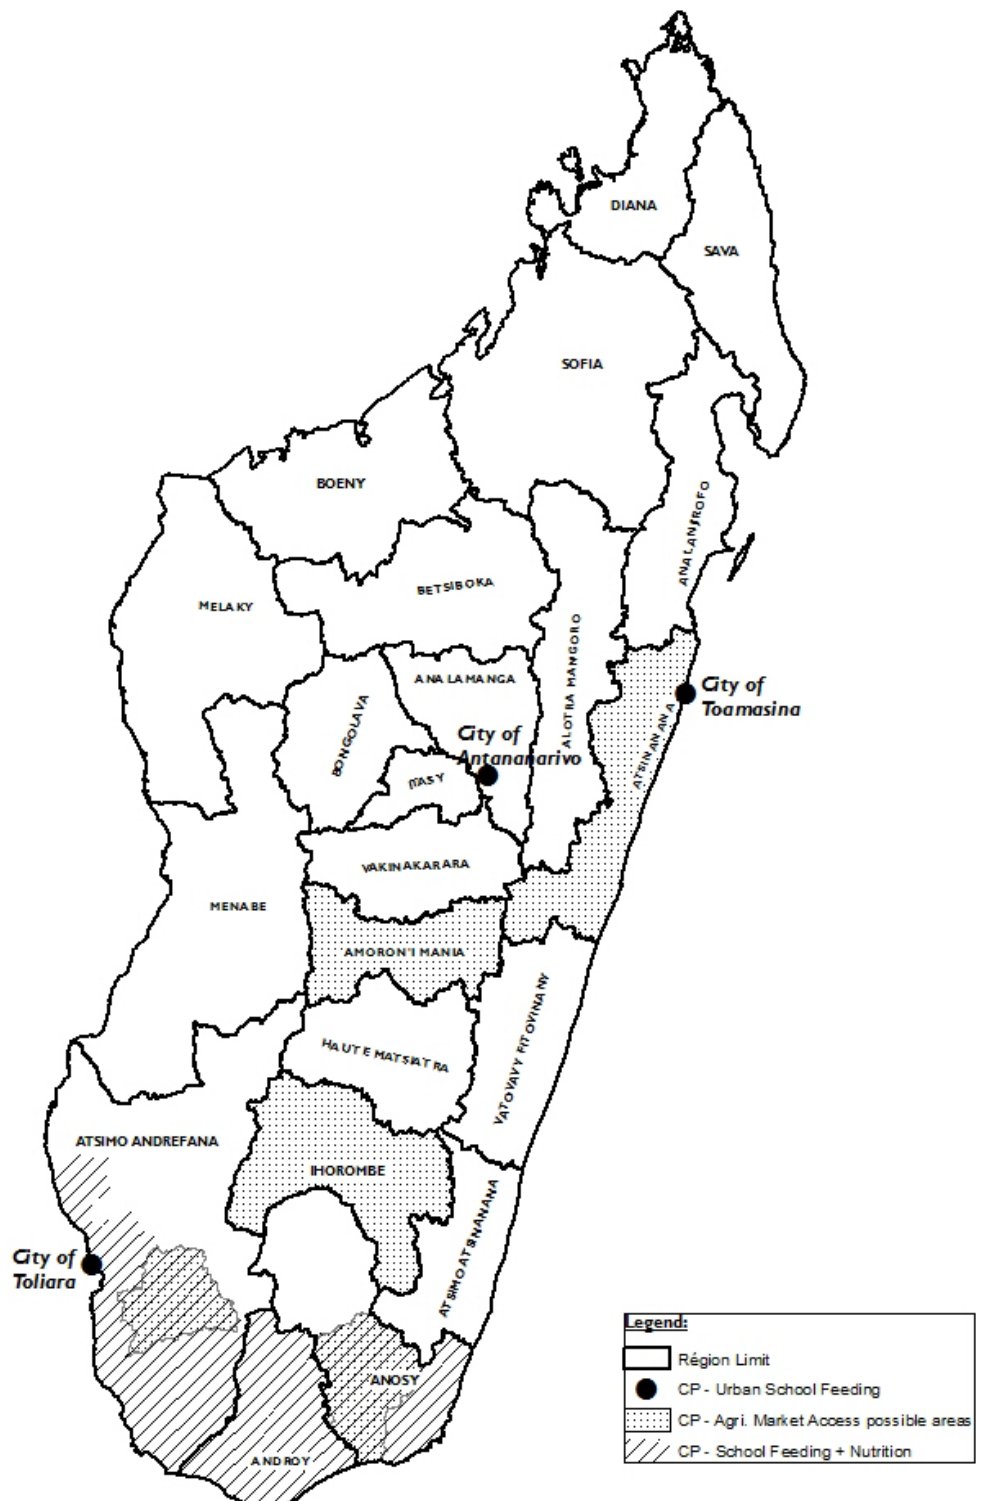 DIANA
SAVA
SOFIA
BOENY
ANALANJIROFO
BETSIBOKA
MELAKY
ALOTRA MANGORO
ANALAMANGA
City of
Toamasina
BONGOLAVA
ATSINANANA
City of
Antananarivo
ITASY
VAKINAKARARA
MENABE
AMORON'I MANIA
VATOVAVY FITOVINANY
HAUTE MATSIATRA
ATSIMO ANDREFANA
IHOROMBE
ATSIMO ATSINANANA
City of
Toliara
ANOSY
ANDROY
Legend:
Région Limit
CP - Urban School Feeding
CP - Agri. Market Access possible areas
CP - School Feeding + Nutrition